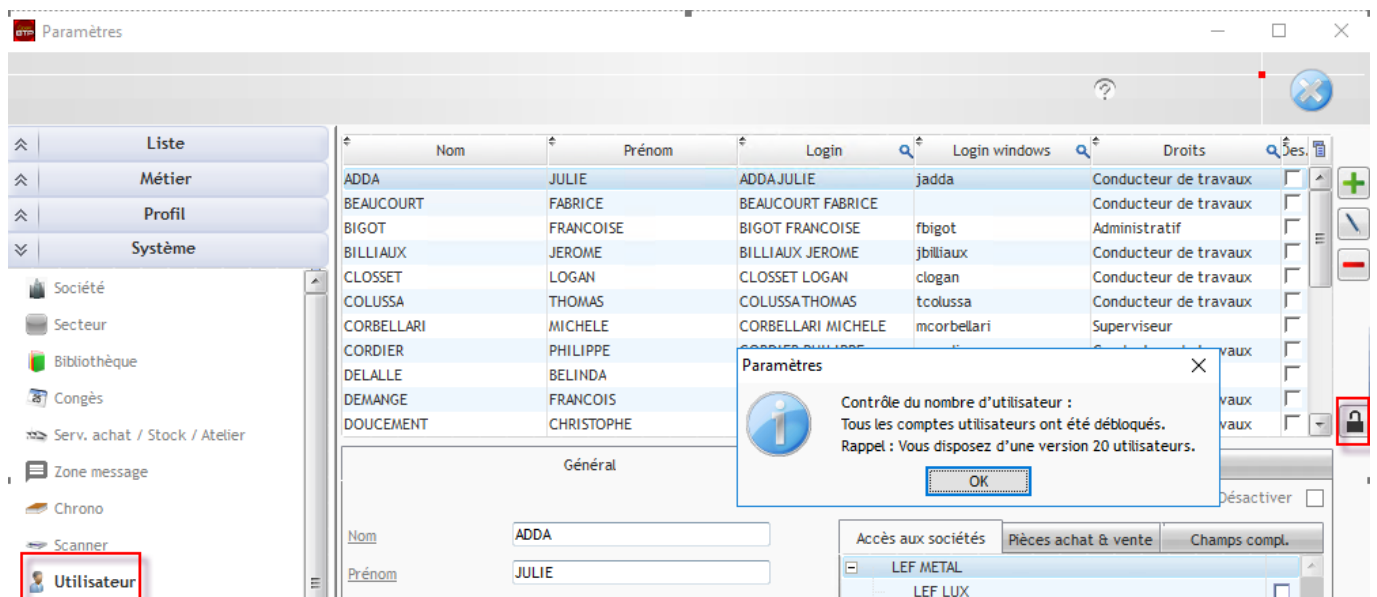 BTP Paramètres
Liste
Métier
Profil
Système
Société
Secteur
Bibliothèque
Congès
Serv. achat / Stock / Atelier
Zone message
Chrono
Scanner
Utilisateur
Nom Prénom Login Login windows Droits Des.
ADDA JULIE ADDA JULIE jadda Conducteur de travaux
BEAUCOURT FABRICE BEAUCOURT FABRICE Conducteur de travaux
BIGOT FRANCOISE BIGOT FRANCOISE fbigot Administratif
BILLIAUX JEROME BILLIAUX JEROME jbilliaux Conducteur de travaux
CLOSSET LOGAN CLOSSET LOGAN clogan Conducteur de travaux
COLUSSA THOMAS COLUSSA THOMAS tcolussa Conducteur de travaux
CORBELLARI MICHELE CORBELLARI MICHELE mcorbellari Superviseur
CORDIER PHILIPPE
DELALLE BELINDA
DEMANGE FRANCOIS
DOUCEMENT CHRISTOPHE
Paramètres
Contrôle du nombre d'utilisateur :
Tous les comptes utilisateurs ont été débloqués.
Rappel : Vous disposez d'une version 20 utilisateurs.
OK
Général
Désactiver
Nom ADDA
Prénom JULIE
Accès aux sociétés Pièces achat & vente Champs compl.
LEF METAL
LEF LUX